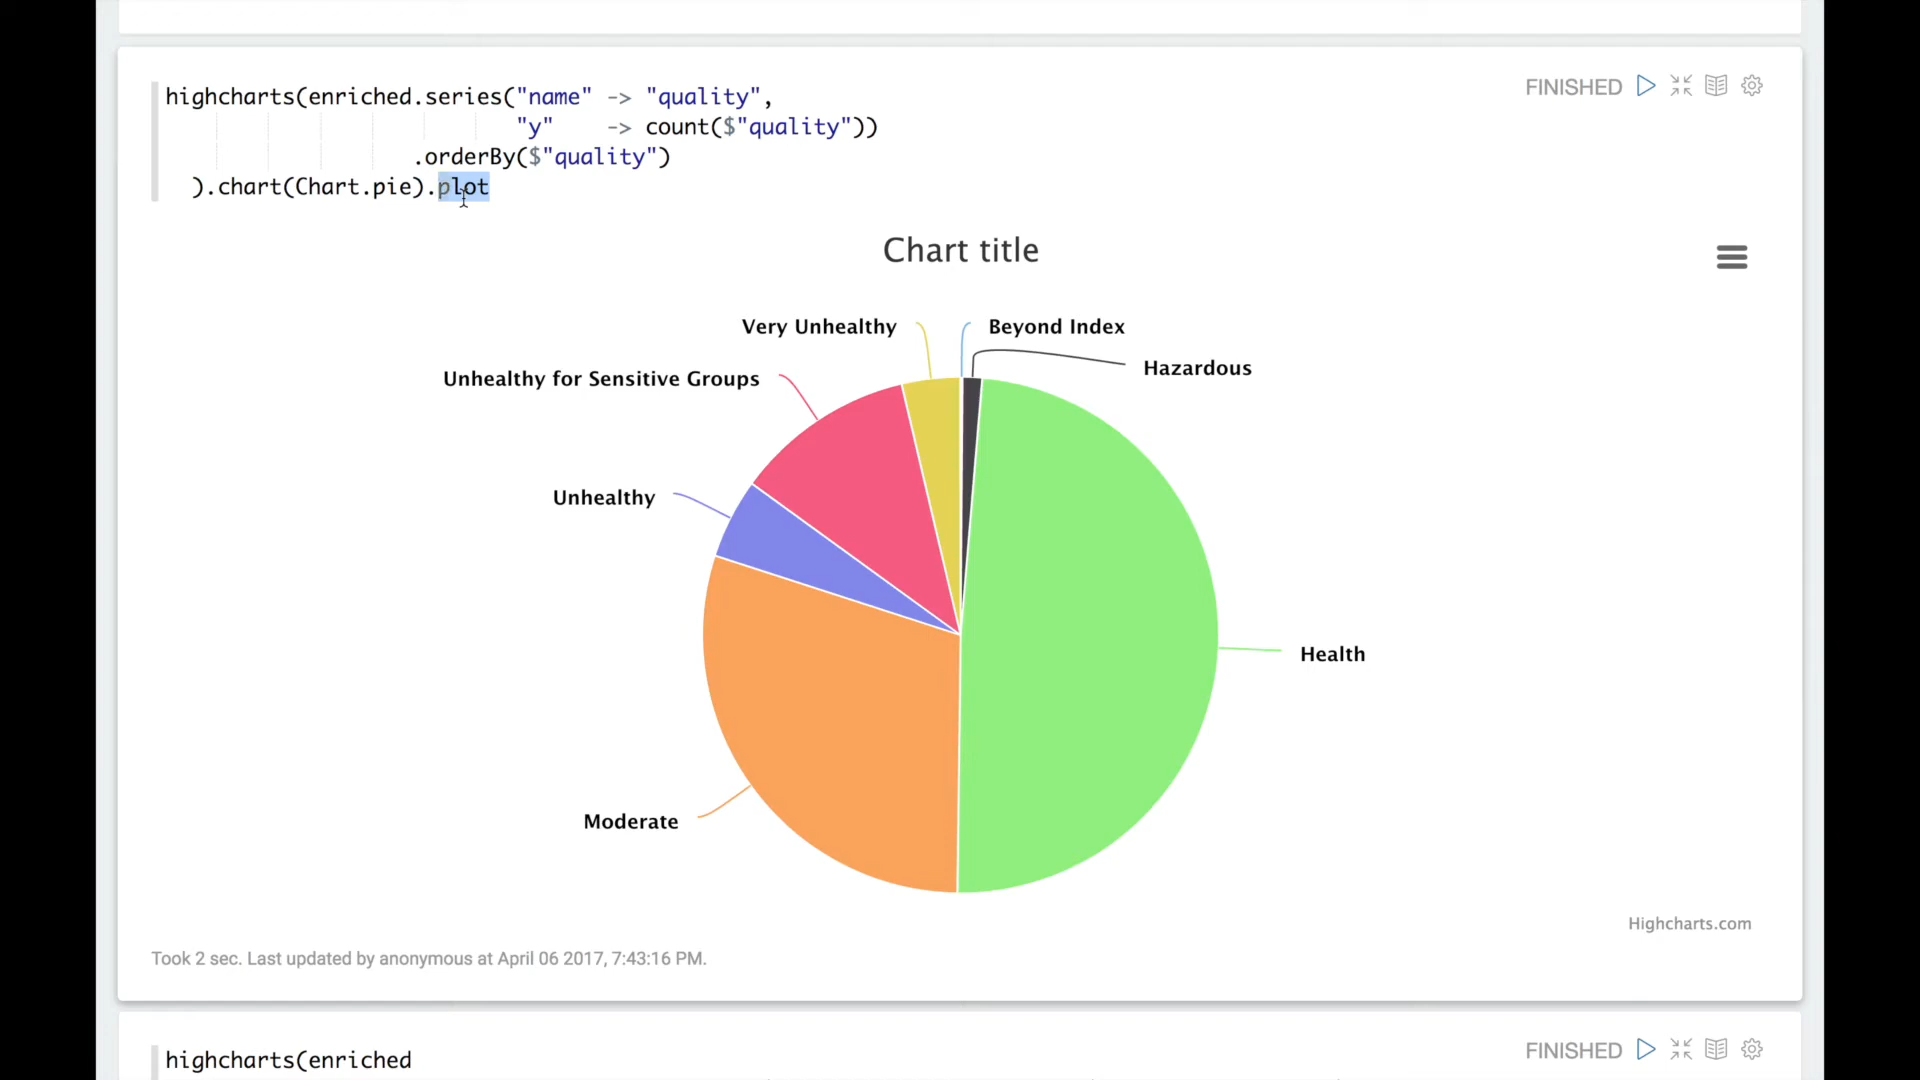 highcharts(enriched.series("name" -> "quality",
"y" -> count($"quality"))
.orderBy($"quality")
).chart(Chart.pie).plot
FINISHED
Chart title
Very Unhealthy
Beyond Index
Hazardous
Unhealthy for Sensitive Groups
Unhealthy
Health
Moderate
Highcharts.com
Took 2 sec. Last updated by anonymous at April 06 2017, 7:43:16 PM.
highcharts(enriched
FINISHED